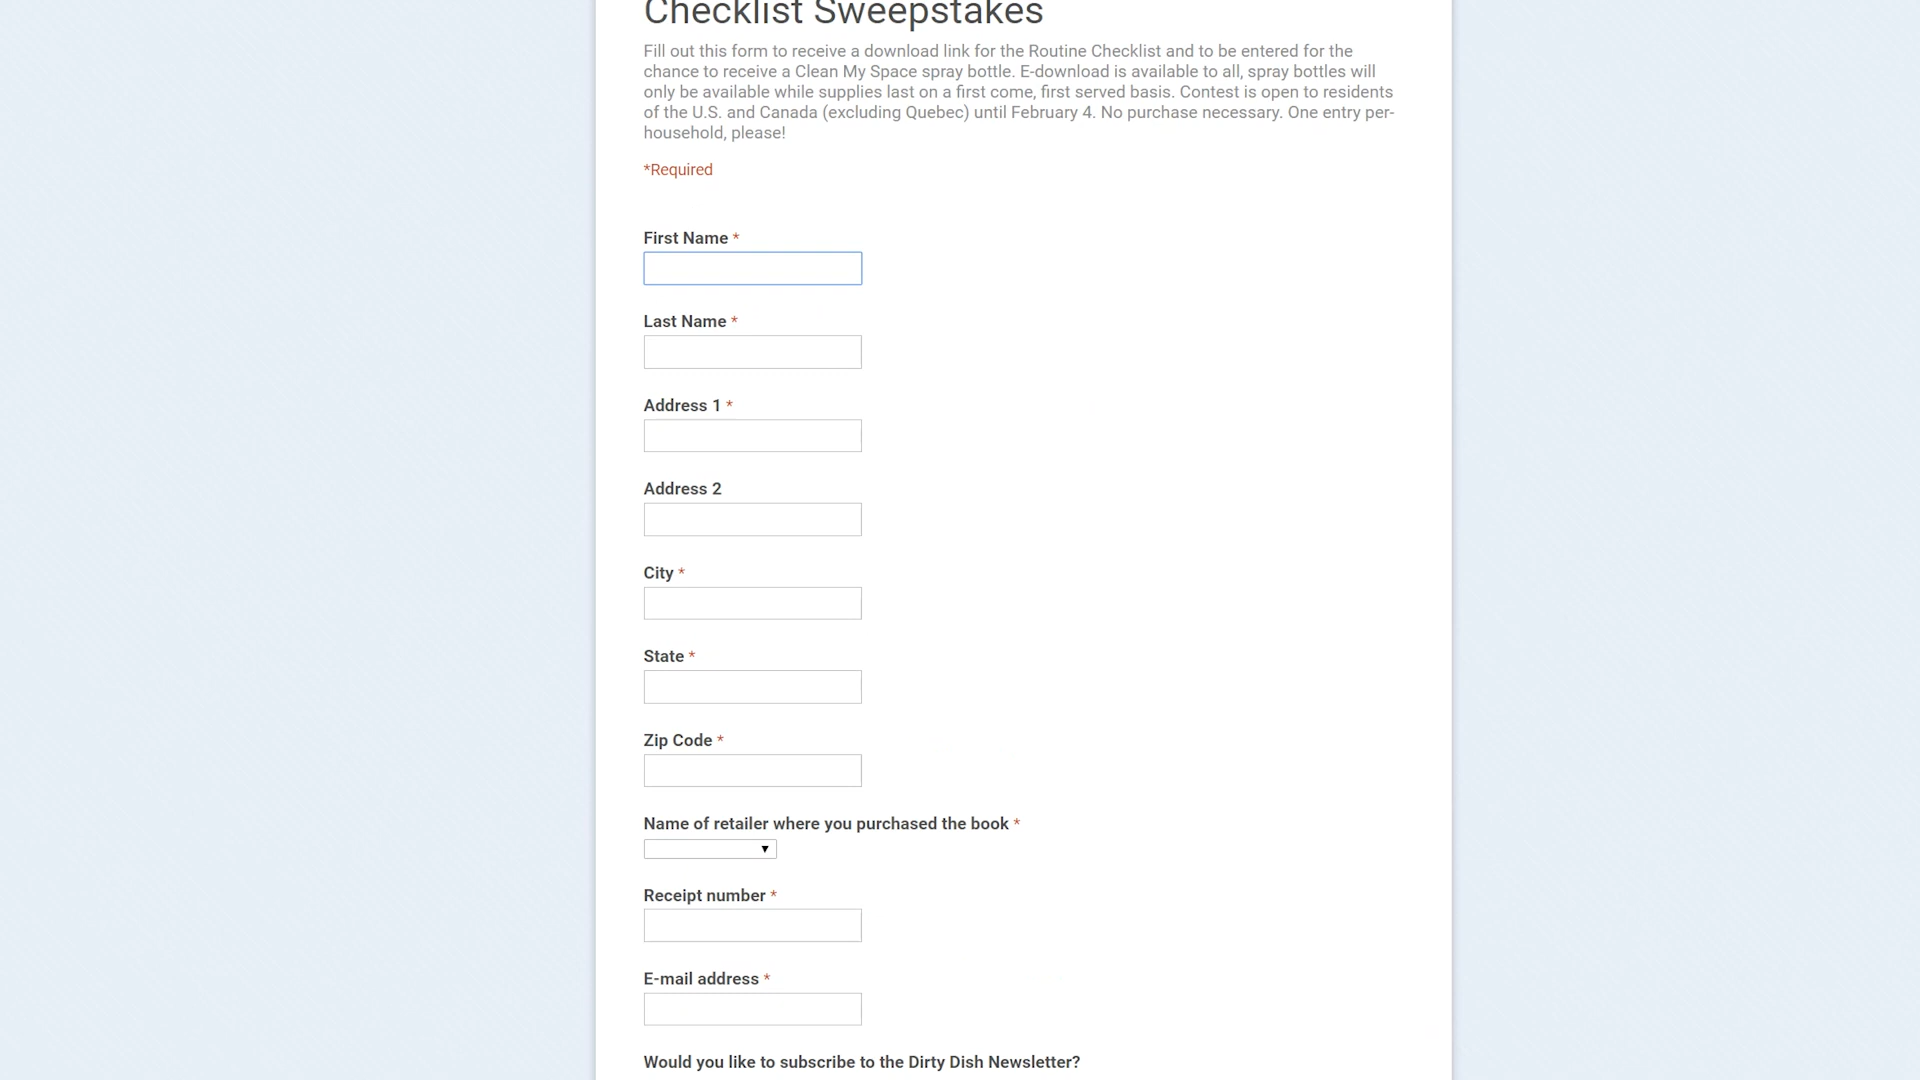 Checklist Sweepstakes
Fill out this form to receive a download link for the Routine Checklist and to be entered for the
chance to receive a Clean My Space spray bottle. E-download is available to all, spray bottles will
only be available while supplies last on a first come, first served basis. Contest is open to residents
of the U.S. and Canada (excluding Quebec) until February 4. No purchase necessary. One entry per-
household, please!
*Required
First Name *
Last Name *
Address 1 *
Address 2
City *
State *
Zip Code *
Name of retailer where you purchased the book *
Receipt number *
E-mail address *
Would you like to subscribe to the Dirty Dish Newsletter?